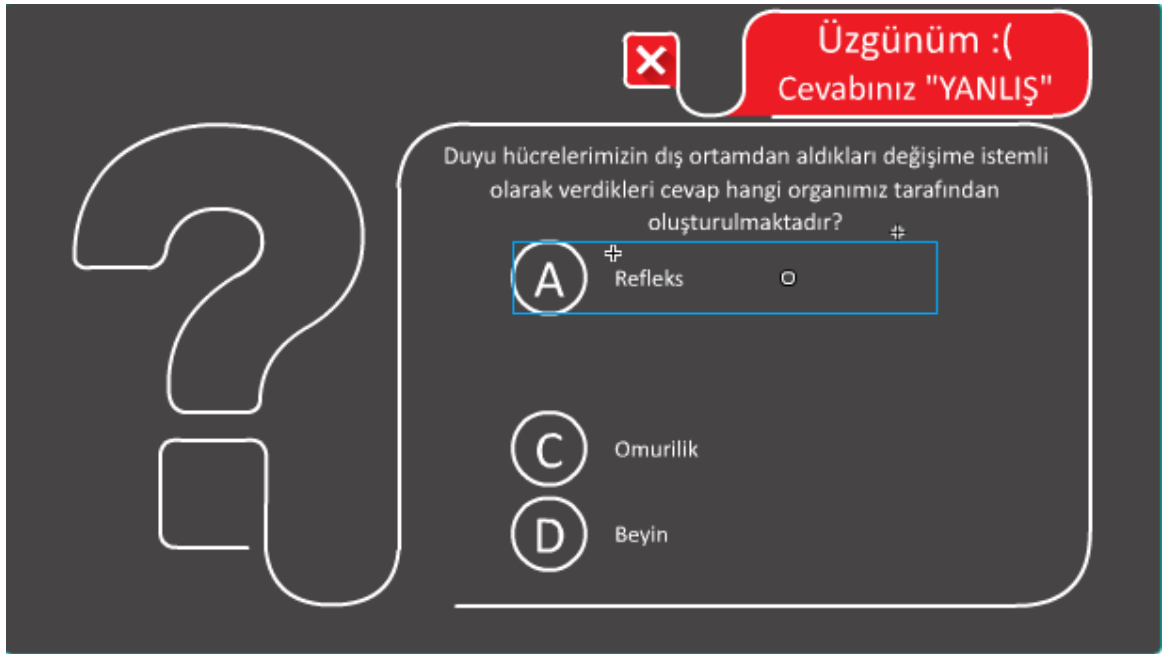 Üzgünüm :(
Cevabınız "YANLIŞ"
Duyu hücrelerimizin dış ortamdan aldıkları değişime istemli
olarak verdikleri cevap hangi organımız tarafından
oluşturulmaktadır?
A Refleks
C Omurilik
D Beyin